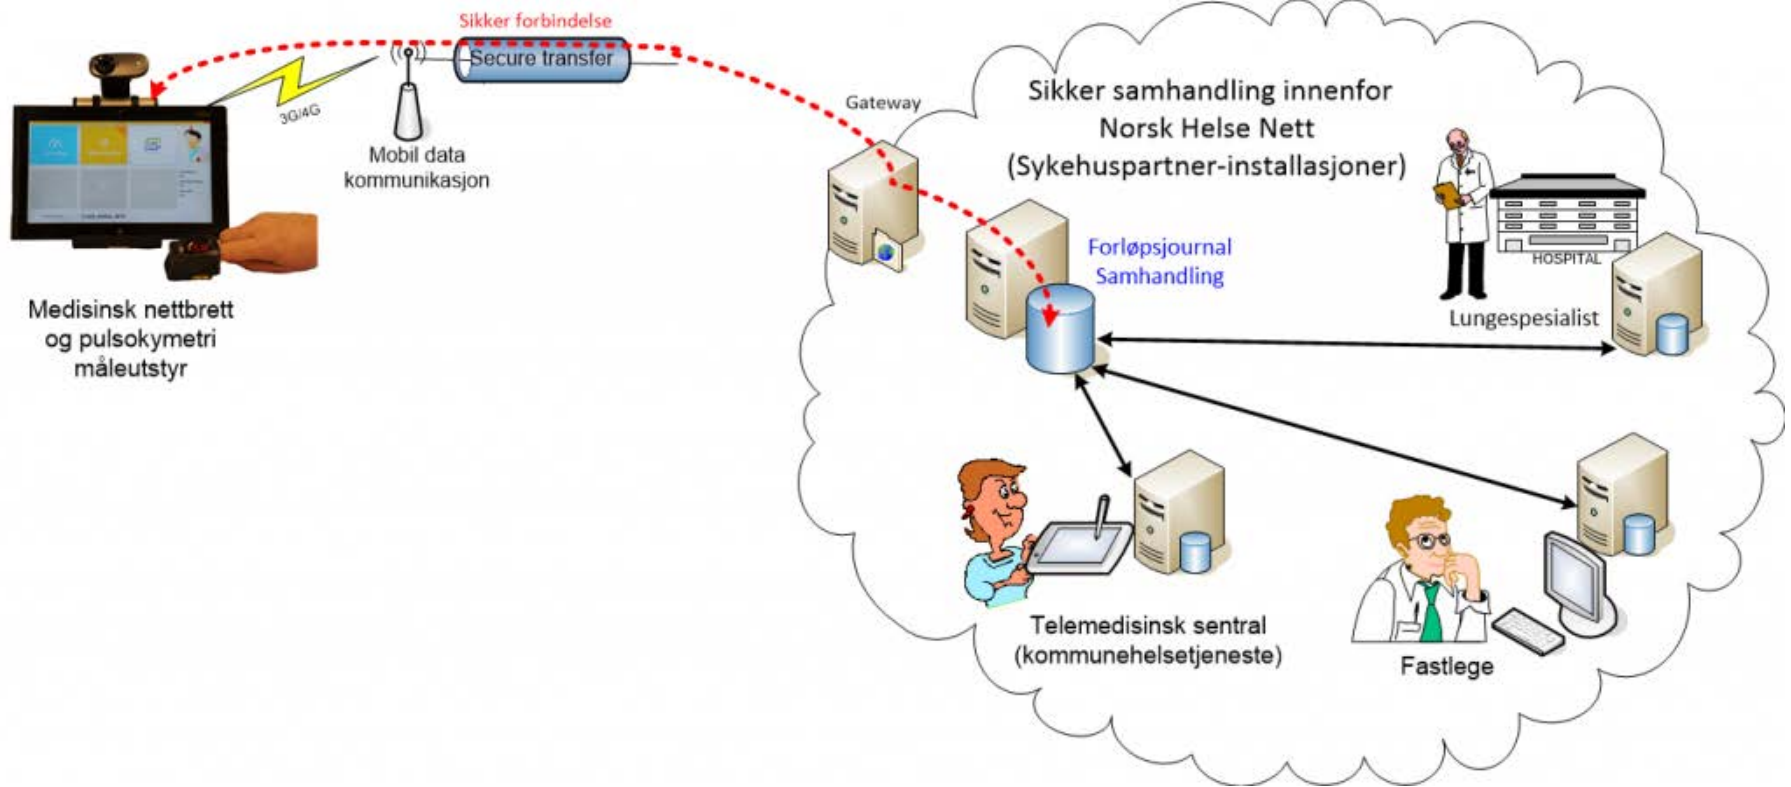 Sikker forbindelse
Secure transfer
3G/4G
Mobil data
kommunikasjon
Medisinsk nettbrett
og pulsokymetri
måleutstyr
Gateway
Sikker samhandling innenfor
Norsk Helse Nett
(Sykehuspartner-installasjoner)
Forløpsjournal
Samhandling
HOSPITAL
Lungespesialist
Telemedisinsk sentral
(kommunehelsetjeneste)
Fastlege